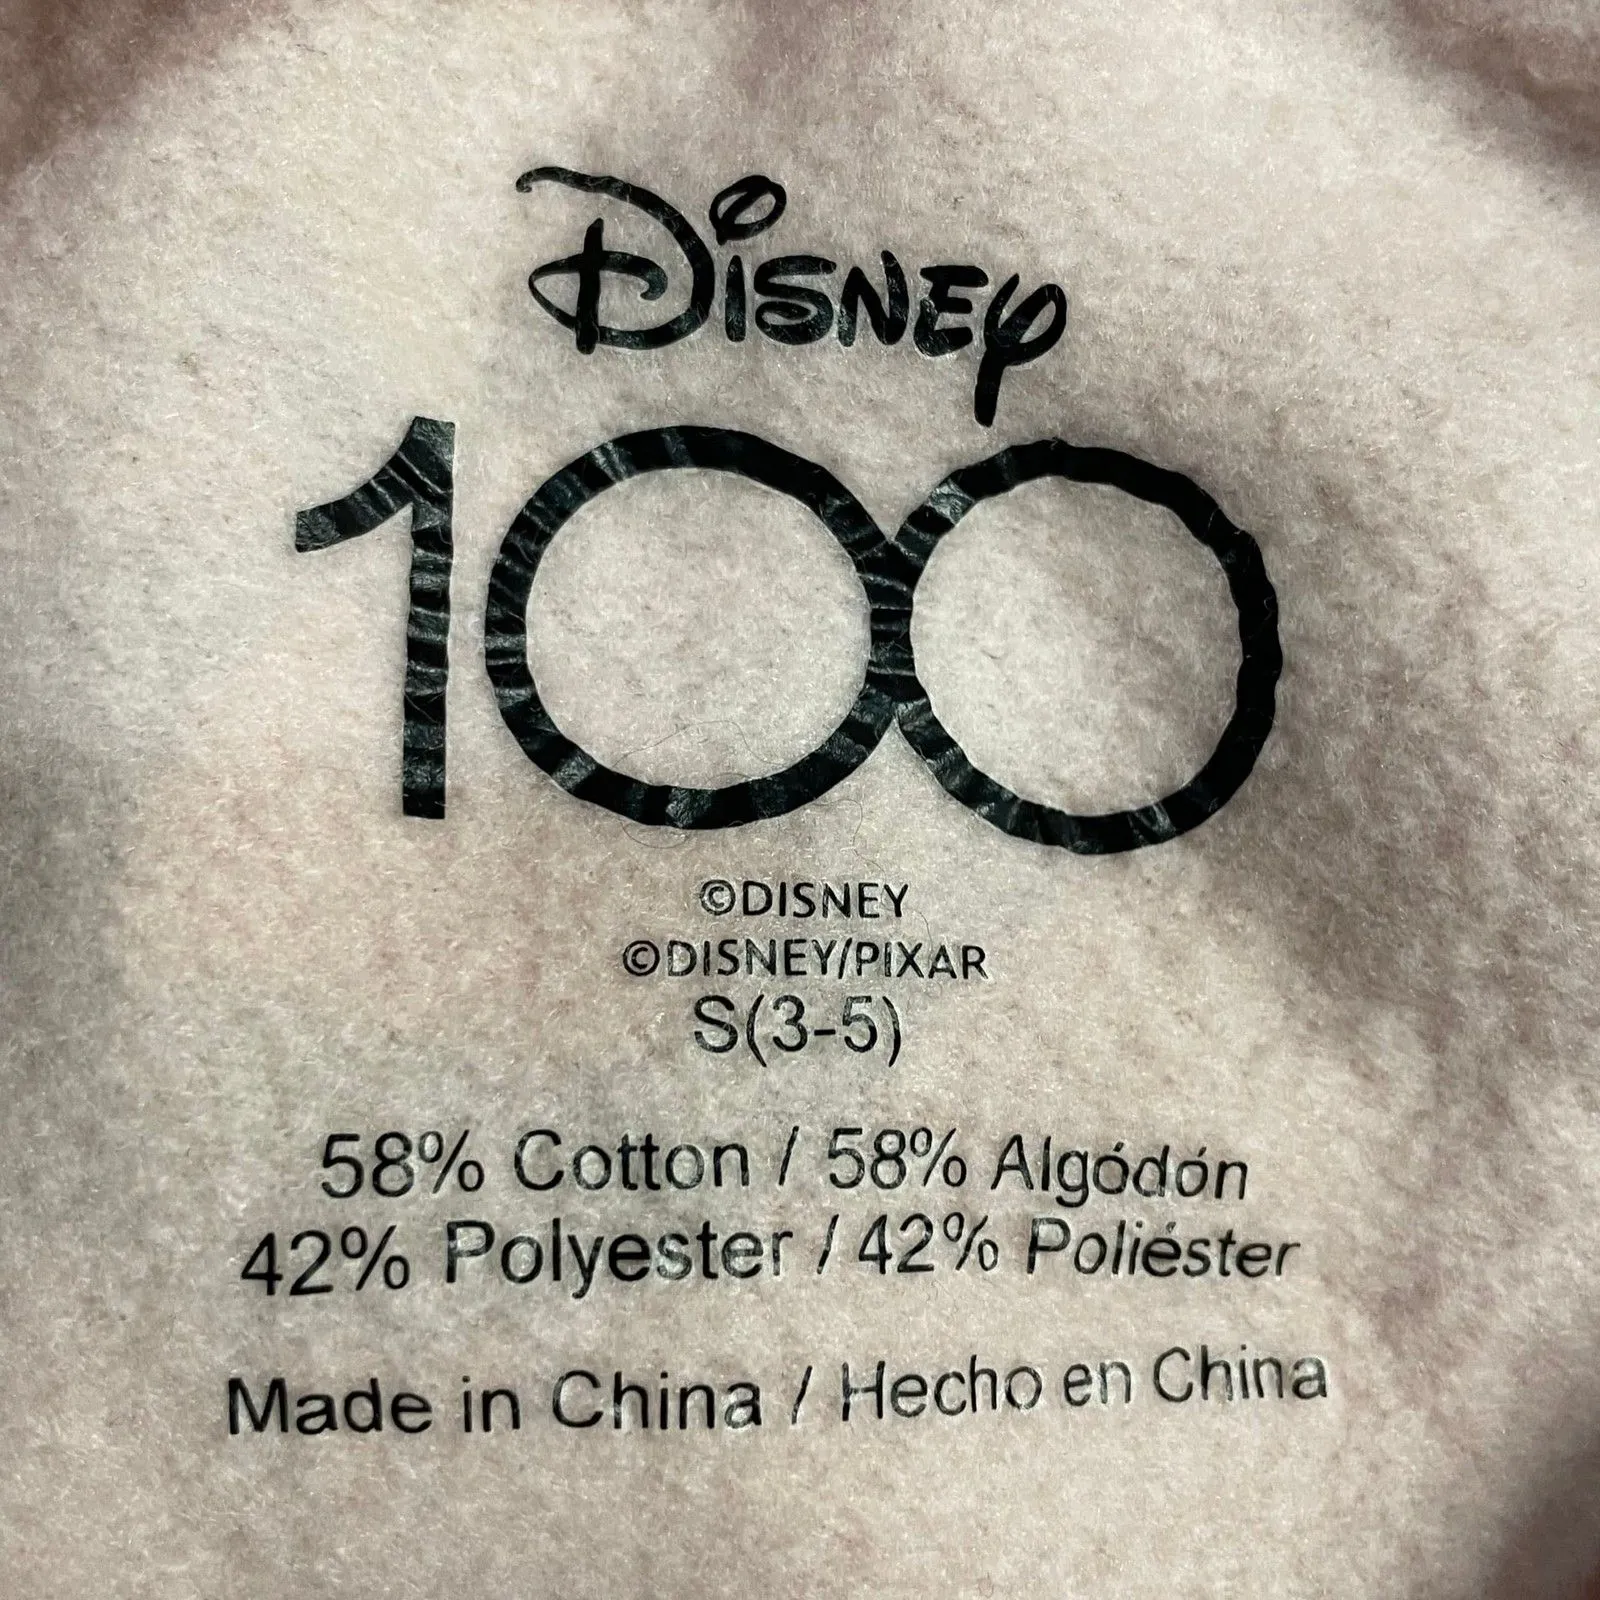 Disney
100
©DISNEY
©DISNEY/PIXAR
S(3-5)
58% Cotton / 58% Algódón
42% Polyester / 42% Poliéster
Made in China / Hecho en China